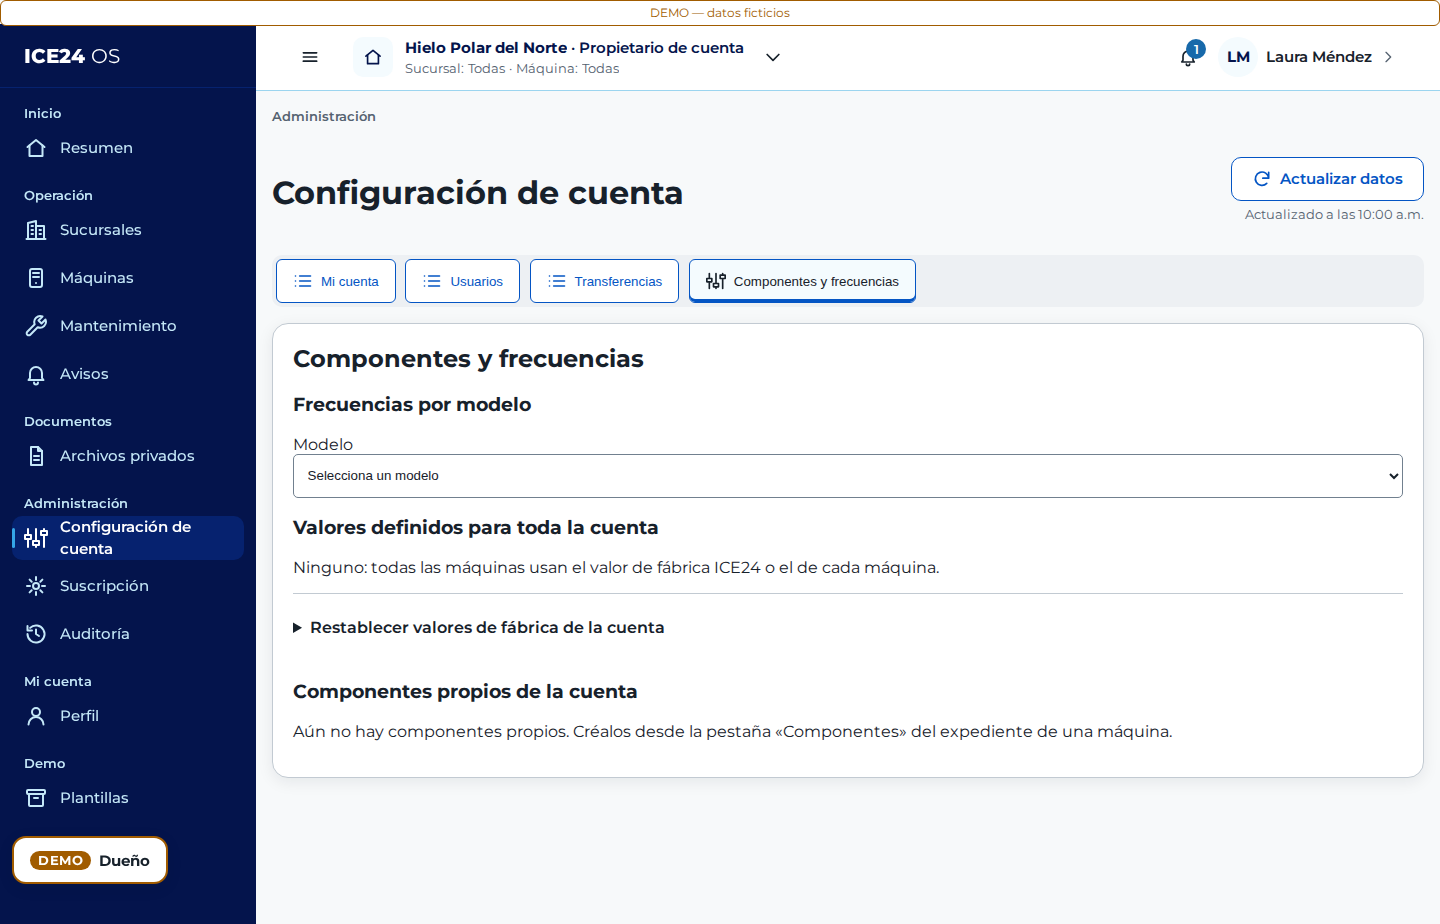 DEMO — datos ficticios
ICE24 OS
Inicio
Resumen
Operación
Sucursales
Máquinas
Mantenimiento
Avisos
Documentos
Archivos privados
Administración
Configuración de
cuenta
Suscripción
Auditoría
Mi cuenta
Perfil
Demo
Plantillas
DEMO Dueño
Hielo Polar del Norte · Propietario de cuenta
Sucursal: Todas · Máquina: Todas
1
LM Laura Méndez
Administración
Configuración de cuenta
Actualizar datos
Actualizado a las 10:00 a.m.
Mi cuenta
Usuarios
Transferencias
Componentes y frecuencias
Componentes y frecuencias
Frecuencias por modelo
Modelo
Selecciona un modelo
Valores definidos para toda la cuenta
Ninguno: todas las máquinas usan el valor de fábrica ICE24 o el de cada máquina.
Restablecer valores de fábrica de la cuenta
Componentes propios de la cuenta
Aún no hay componentes propios. Créalos desde la pestaña «Componentes» del expediente de una máquina.